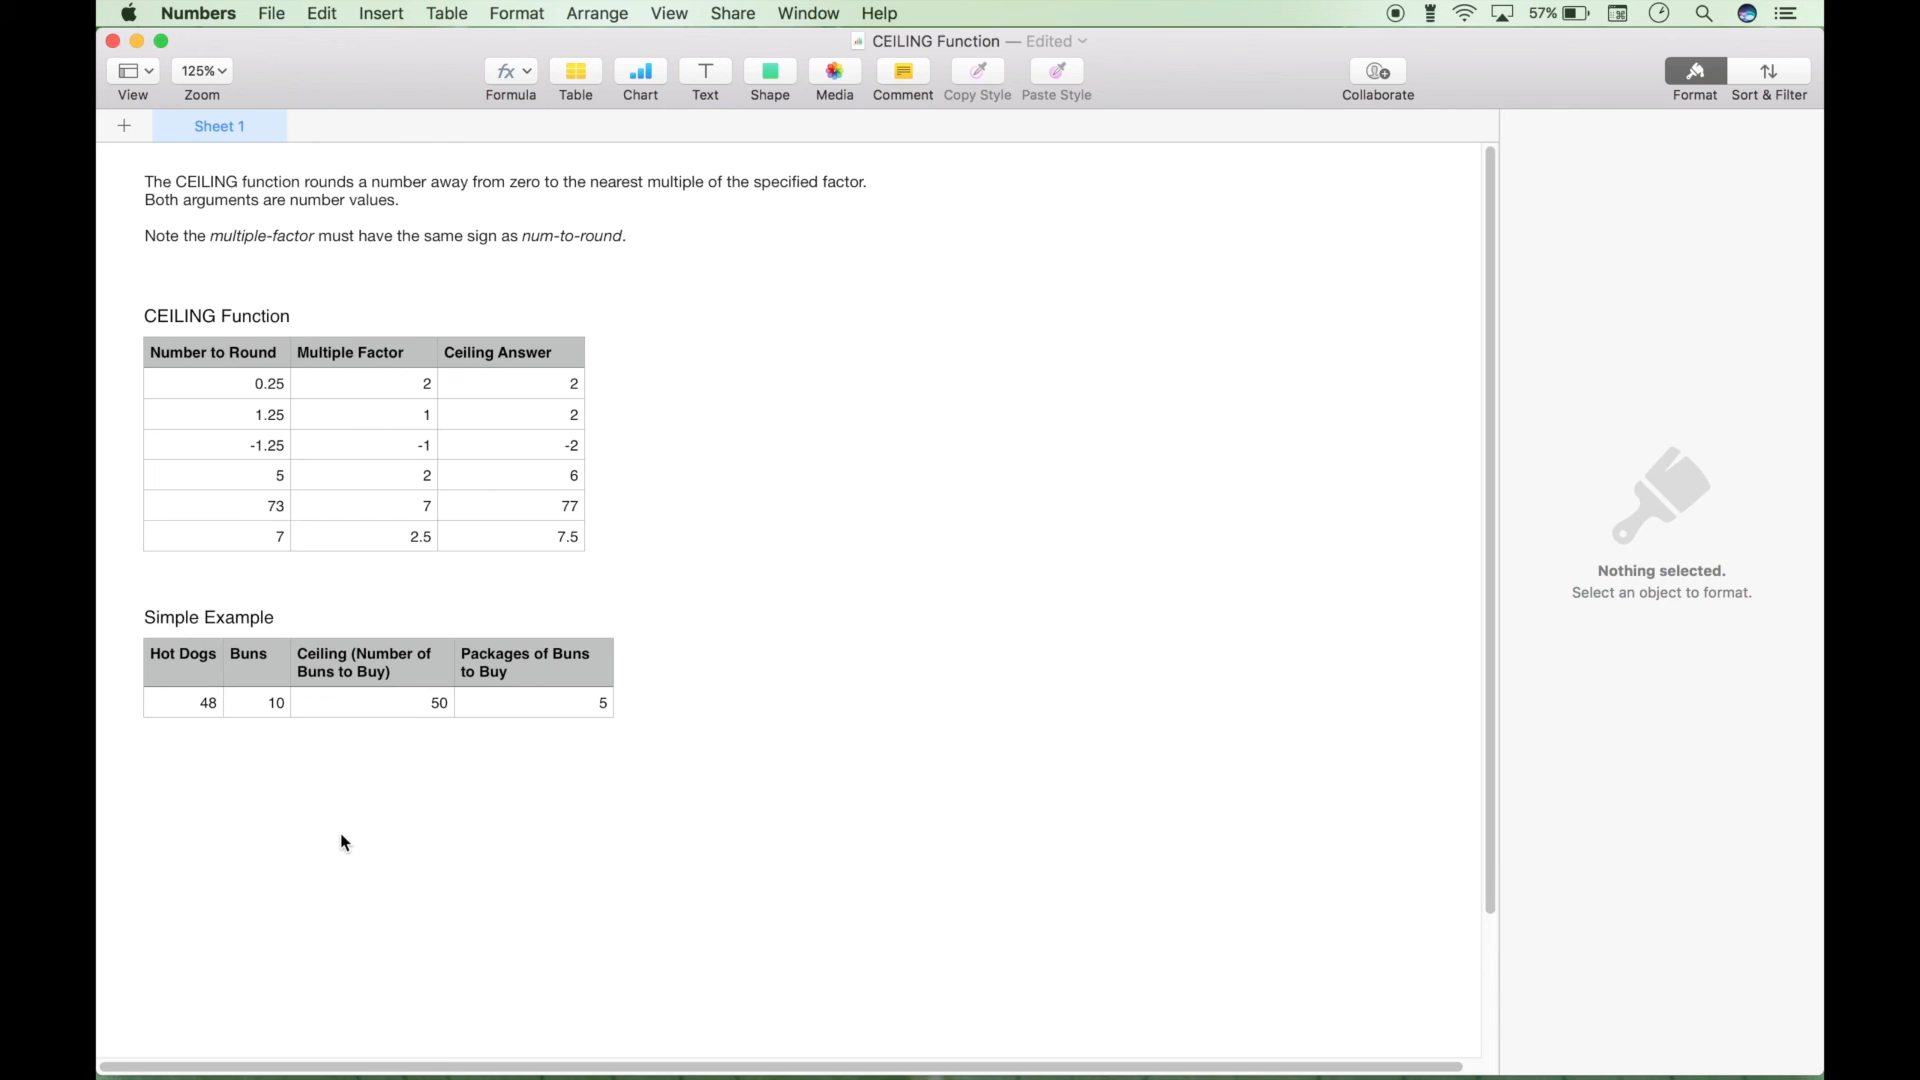 Numbers File Edit Insert Table Format Arrange View Share Window Help 57%
CEILING Function — Edited
125%
View Zoom Formula Table Chart Text Shape Media Comment Copy Style Paste Style Collaborate Format Sort & Filter
Sheet 1
The CEILING function rounds a number away from zero to the nearest multiple of the specified factor.
Both arguments are number values.
Note the multiple-factor must have the same sign as num-to-round.
CEILING Function
Number to Round Multiple Factor Ceiling Answer
0.25 2 2
1.25 1 2
-1.25 -1 -2
5 2 6
73 7 77
7 2.5 7.5
Simple Example
Hot Dogs Buns Ceiling (Number of Buns to Buy) Packages of Buns to Buy
48 10 50 5
Nothing selected.
Select an object to format.